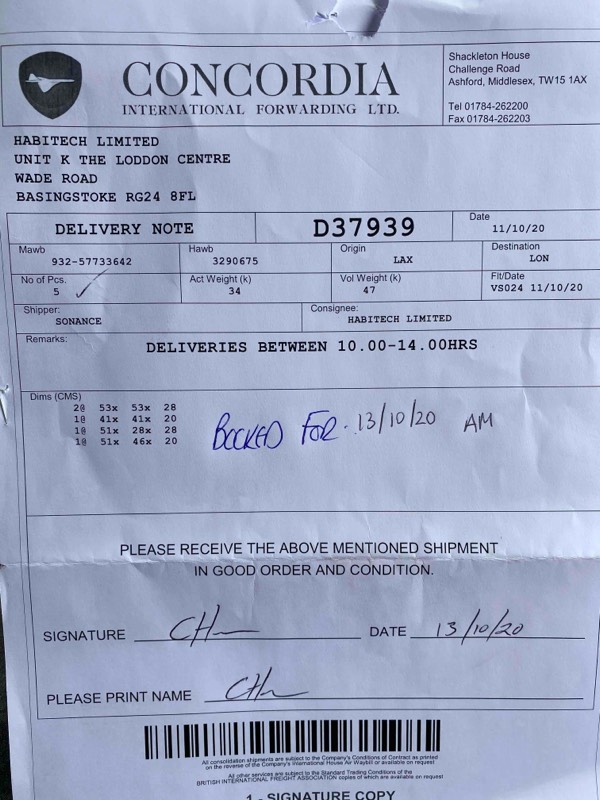 CONCORDIA
INTERNATIONAL FORWARDING LTD.
Shackleton House
Challenge Road
Ashford, Middlesex, TW15 1AX
Tel 01784-262200
Fax 01784-262203
HABITECH LIMITED
UNIT K THE LODDON CENTRE
WADE ROAD
BASINGSTOKE RG24 8FL
DELIVERY NOTE D37939 Date 11/10/20
Mawb Hawb Origin Destination
932-57733642 3290675 LAX LON
No of Pcs. Act Weight (k) Vol Weight (k) Flt/Date
5 34 47 VS024 11/10/20
Shipper: Consignee:
SONANCE HABITECH LIMITED
Remarks:
DELIVERIES BETWEEN 10.00-14.00HRS
Dims (CMS)
2@ 53x 53x 28
1@ 41x 41x 20
1@ 51x 28x 28
1@ 51x 46x 20
BOOKED FOR. 13/10/20 AM
PLEASE RECEIVE THE ABOVE MENTIONED SHIPMENT
IN GOOD ORDER AND CONDITION.
SIGNATURE DATE 13/10/20
PLEASE PRINT NAME
All consolidation shipments are subject to the Company's Conditions of Contract as printed
on the reverse of the Company's International House Air Waybill or available on request)
All other services are subject to the Standard Trading Conditions of the
BRITISH INTERNATIONAL FREIGHT ASSOCIATION copies of which are available on request
1 - SIGNATURE COPY